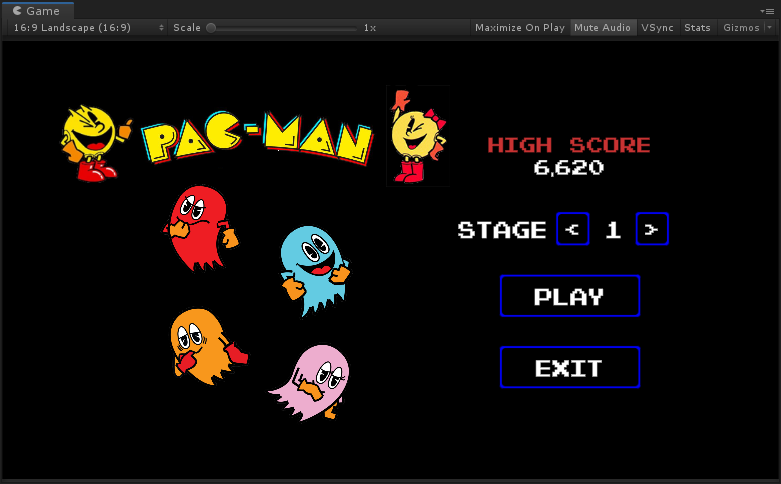 Game
16:9 Landscape (16:9) Scale 1x Maximize On Play Mute Audio VSync Stats Gizmos
PAC-MAN
HIGH SCORE
6,620
STAGE < 1 >
PLAY
EXIT